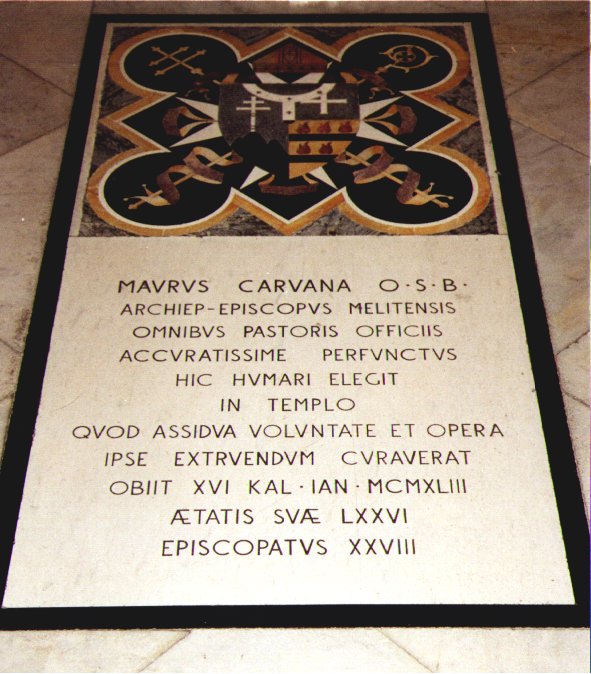 MAVRVS CARVANA O·S·B·
ARCHIEP-EPISCOPVS MELITENSIS
OMNIBVS PASTORIS OFFICIIS
ACCVRATISSIME PERFVNCTVS
HIC HVMARI ELEGIT
IN TEMPLO
QVOD ASSIDVA VOLVNTATE ET OPERA
IPSE EXTRVENDVM CVRAVERAT
OBIIT XVI KAL·IAN·MCMXLIII
ÆTATIS SVÆ LXXVI
EPISCOPATVS XXVIII